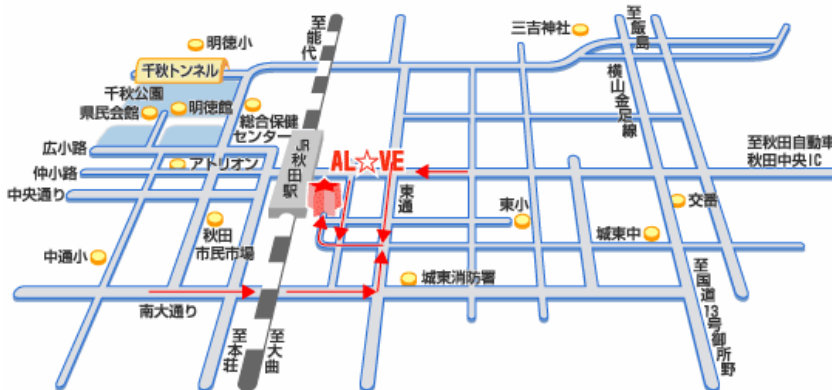 至能代
三吉神社
至飯島
明徳小
千秋トンネル
千秋公園
県民会館
明徳館
総合保健
センター
横山金足線
広小路
仲小路
中央通り
アトリオン
JR秋田駅
AL☆VE
東通
至秋田自動車
秋田中央IC
東小
交番
秋田
市民市場
城東中
中通小
城東消防署
南大通り
至本荘
至大曲
至国道13号御所野